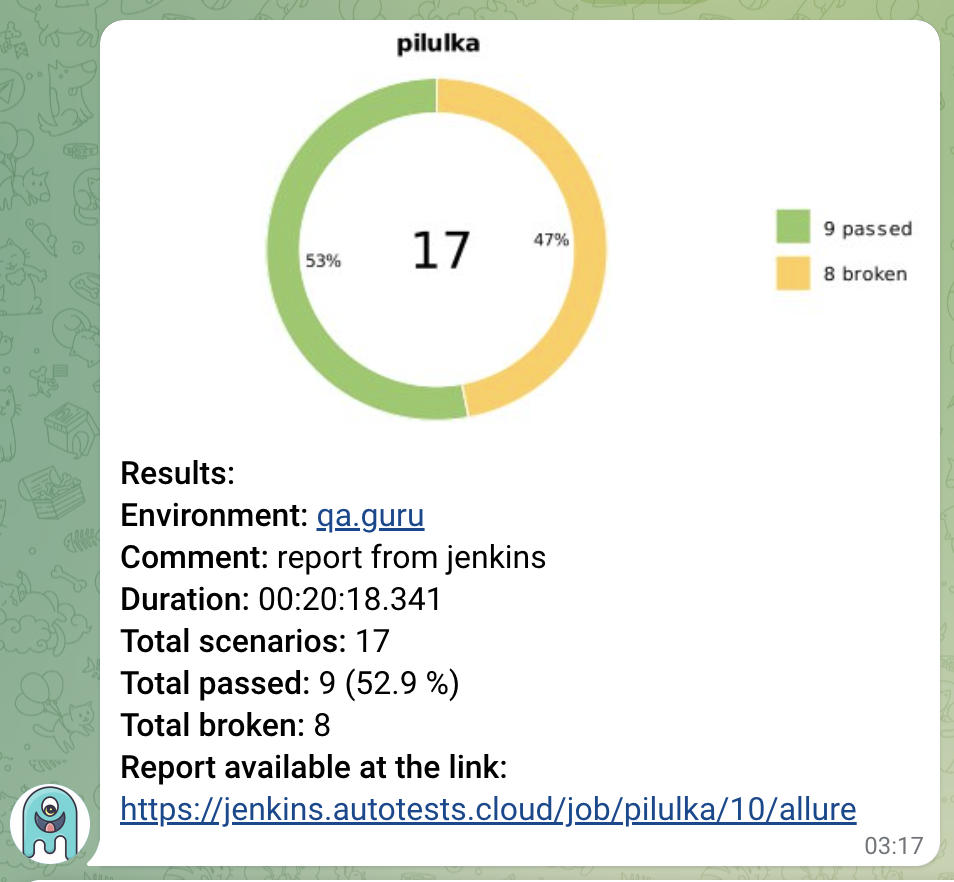 pilulka
17
53%
47%
9 passed
8 broken
Results:
Environment: qa.guru
Comment: report from jenkins
Duration: 00:20:18.341
Total scenarios: 17
Total passed: 9 (52.9 %)
Total broken: 8
Report available at the link:
https://jenkins.autotests.cloud/job/pilulka/10/allure
03:17